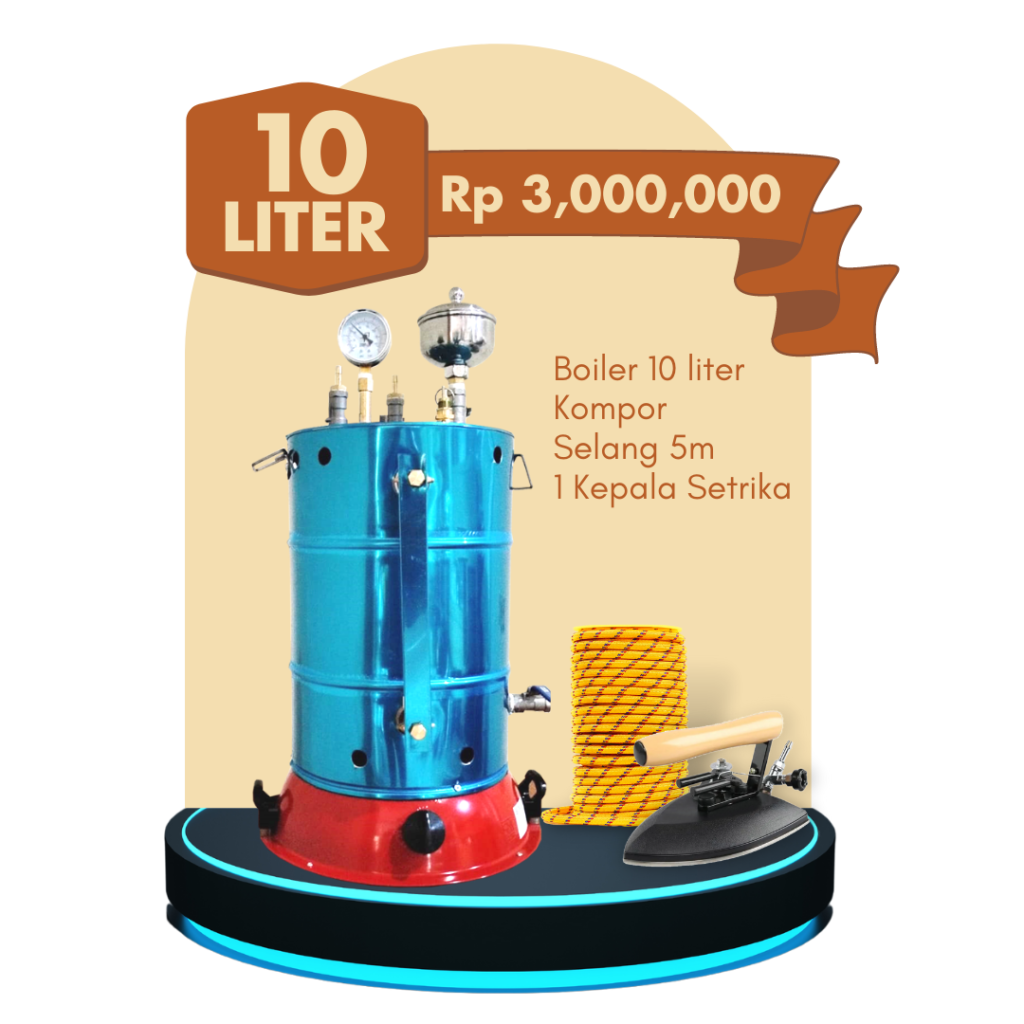 10
LITER
Rp 3,000,000
Boiler 10 liter
Kompor
Selang 5m
1 Kepala Setrika